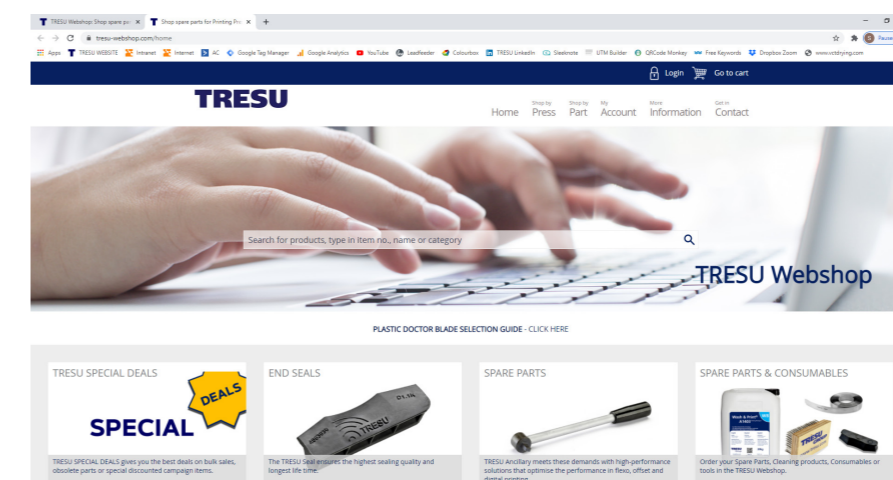 TRESU Webshop: Shop spare pa
Shop spare parts for Printing Pre
tresu-webshop.com/home
Apps TRESU WEBSITE Intranet Internet AC Google Tag Manager Google Analytics YouTube Leadfeeder Colourbox TRESU LinkedIn Sleeknote UTM Builder QRCode Monkey Free Keywords Dropbox Zoom www.vctdrying.com
Login Go to cart
TRESU
Home
Shop by
Press
Shop by
Part
My
Account
More
Information
Get in
Contact
Search for products, type in item no., name or category
TRESU Webshop
PLASTIC DOCTOR BLADE SELECTION GUIDE - CLICK HERE
TRESU SPECIAL DEALS
DEALS
SPECIAL
TRESU SPECIAL DEALS gives you the best deals on bulk sales,
obsolete parts or special discounted campaign items.
END SEALS
TRESU
The TRESU Seal ensures the highest sealing quality and
longest life time.
SPARE PARTS
TRESU Ancillary meets these demands with high-performance
solutions that optimise the performance in flexo, offset and
digital printing.
SPARE PARTS & CONSUMABLES
Wash & Print
TRESU
Order your Spare Parts, Cleaning products, Consumables or
tools in the TRESU Webshop.